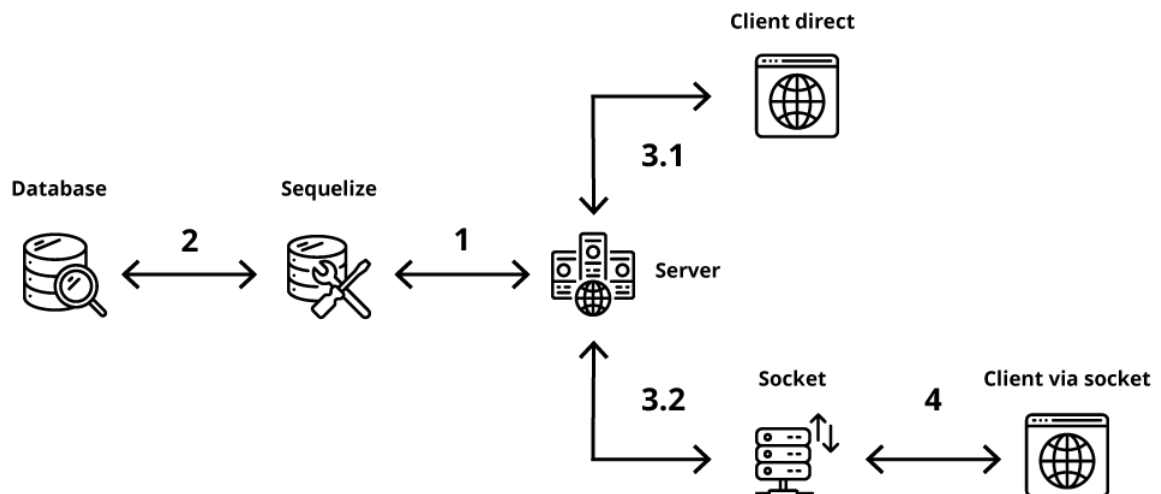 Client direct
3.1
Database
Sequelize
2
1
Server
3.2
Socket
Client via socket
4